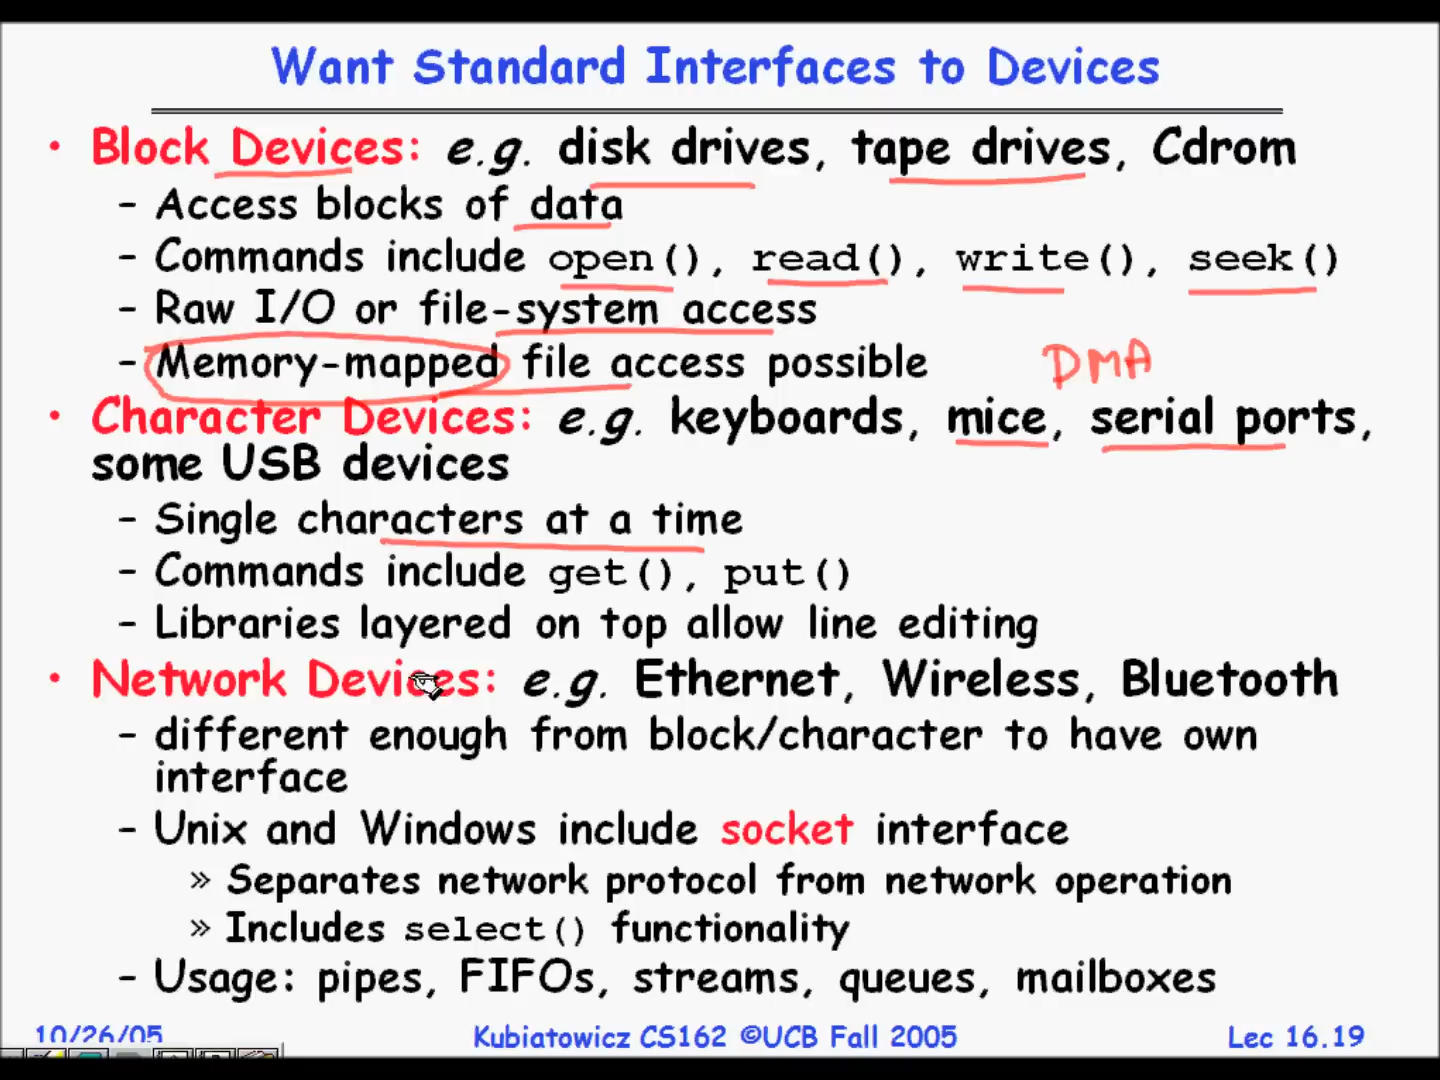 Want Standard Interfaces to Devices
• Block Devices: e.g. disk drives, tape drives, Cdrom
– Access blocks of data
– Commands include open(), read(), write(), seek()
– Raw I/O or file-system access
– Memory-mapped file access possible DMA
• Character Devices: e.g. keyboards, mice, serial ports,
some USB devices
– Single characters at a time
– Commands include get(), put()
– Libraries layered on top allow line editing
• Network Devices: e.g. Ethernet, Wireless, Bluetooth
– different enough from block/character to have own
interface
– Unix and Windows include socket interface
» Separates network protocol from network operation
» Includes select() functionality
– Usage: pipes, FIFOs, streams, queues, mailboxes
10/26/05 Kubiatowicz CS162 ©UCB Fall 2005 Lec 16.19